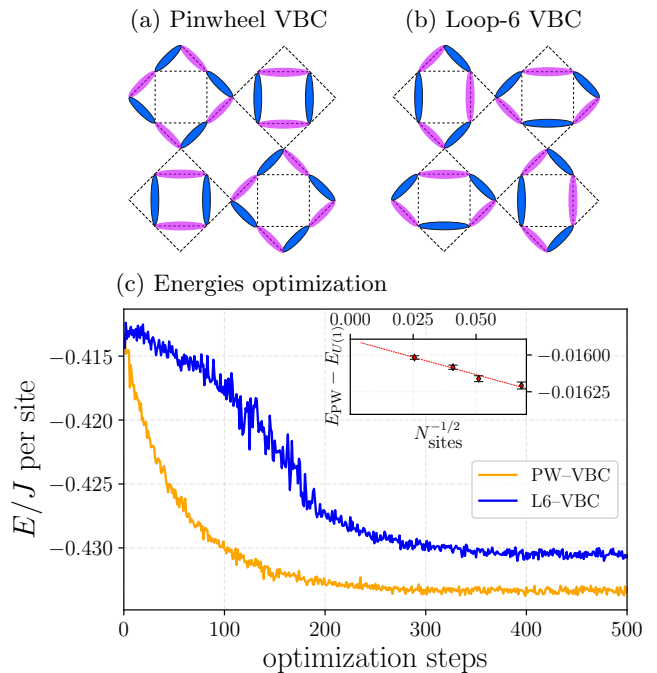 (a) Pinwheel VBC
(b) Loop-6 VBC
(c) Energies optimization
0.000 0.025 0.050
−0.01600
−0.01625
E_PW − E_U(1)
N_sites^−1/2
−0.415
−0.420
−0.425
−0.430
E/J per site
PW–VBC
L6–VBC
0 100 200 300 400 500
optimization steps